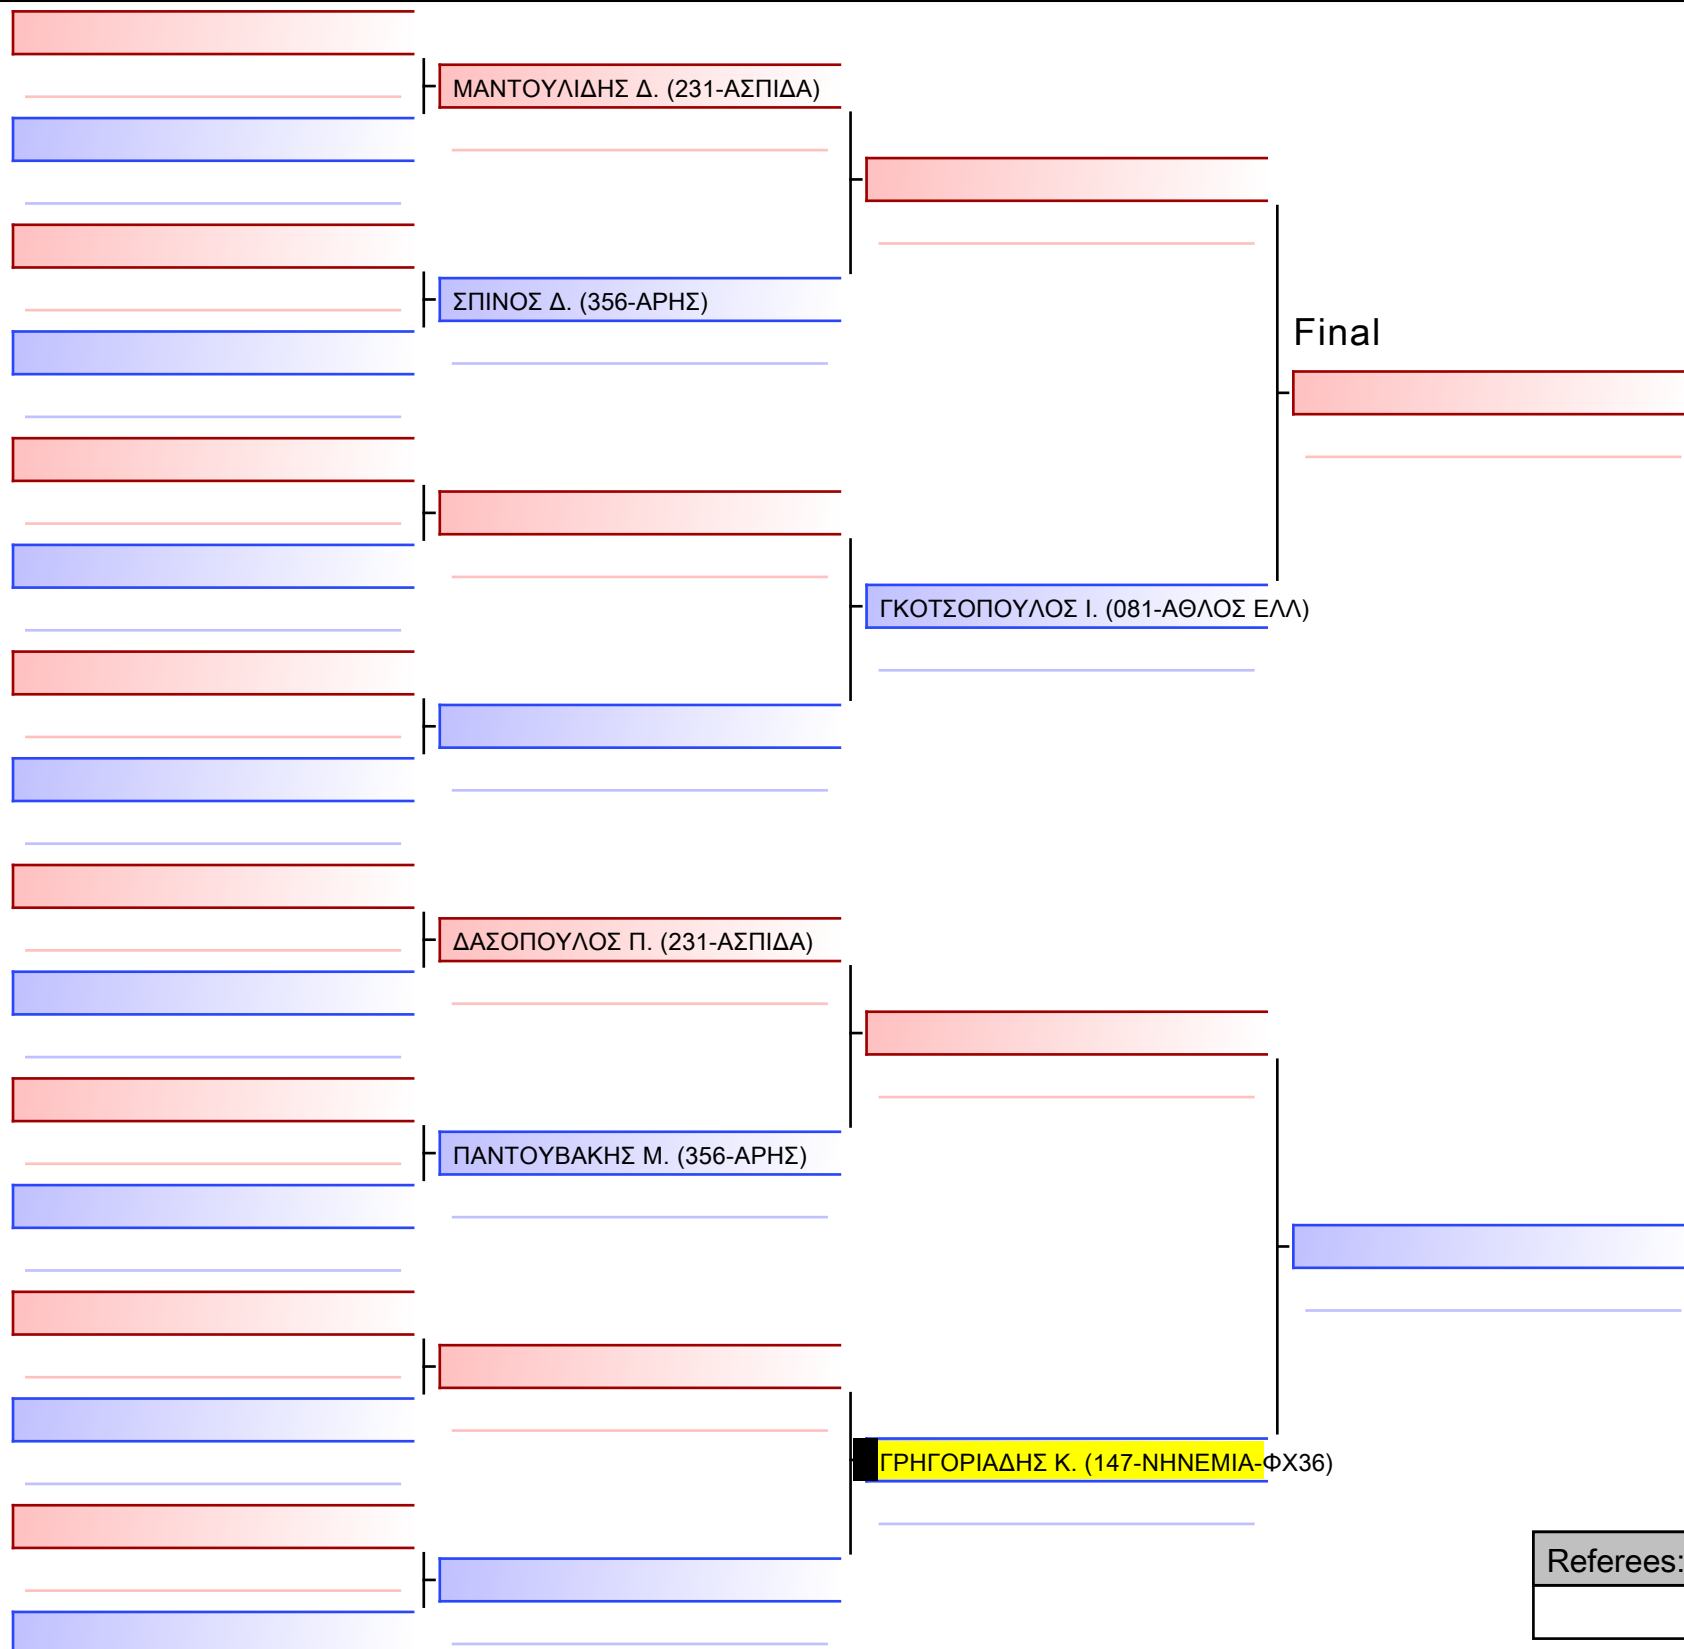 ΜΑΝΤΟΥΛΙΔΗΣ Δ. (231-ΑΣΠΙΔΑ)
ΣΠΙΝΟΣ Δ. (356-ΑΡΗΣ)
Final
ΓΚΟΤΣΟΠΟΥΛΟΣ Ι. (081-ΑΘΛΟΣ ΕΛΛ)
ΔΑΣΟΠΟΥΛΟΣ Π. (231-ΑΣΠΙΔΑ)
ΠΑΝΤΟΥΒΑΚΗΣ Μ. (356-ΑΡΗΣ)
ΓΡΗΓΟΡΙΑΔΗΣ Κ. (147-ΝΗΝΕΜΙΑ-ΦΧ36)
Referees: